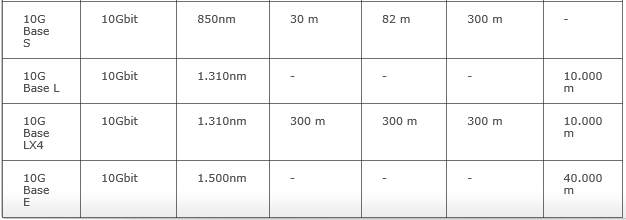 10G Base S 10Gbit 850nm 30 m 82 m 300 m -
10G Base L 10Gbit 1.310nm - - - 10.000 m
10G Base LX4 10Gbit 1.310nm 300 m 300 m 300 m 10.000 m
10G Base E 10Gbit 1.500nm - - - 40.000 m